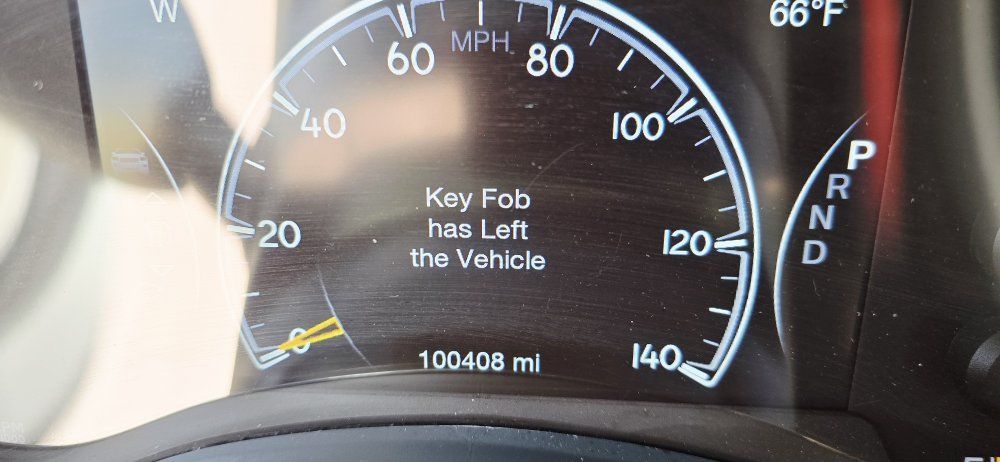 W
66°F
MPH
60
80
40
100
20
120
0
140
Key Fob
has Left
the Vehicle
100408 mi
P
R
N
D